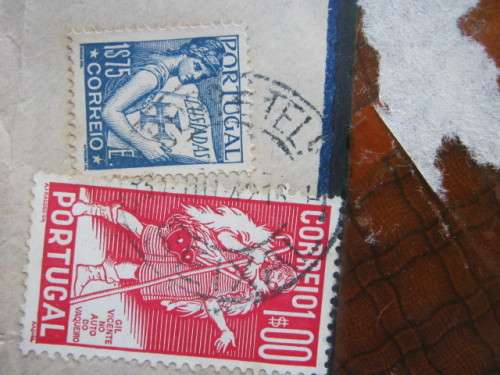 PORTUGAL
1$75
CORREIO
LUSIADAS
E
PORTUGAL
CORREIO
1$00
GIL
VICENTE
NO
AUTO
DO
VAQUEIRO